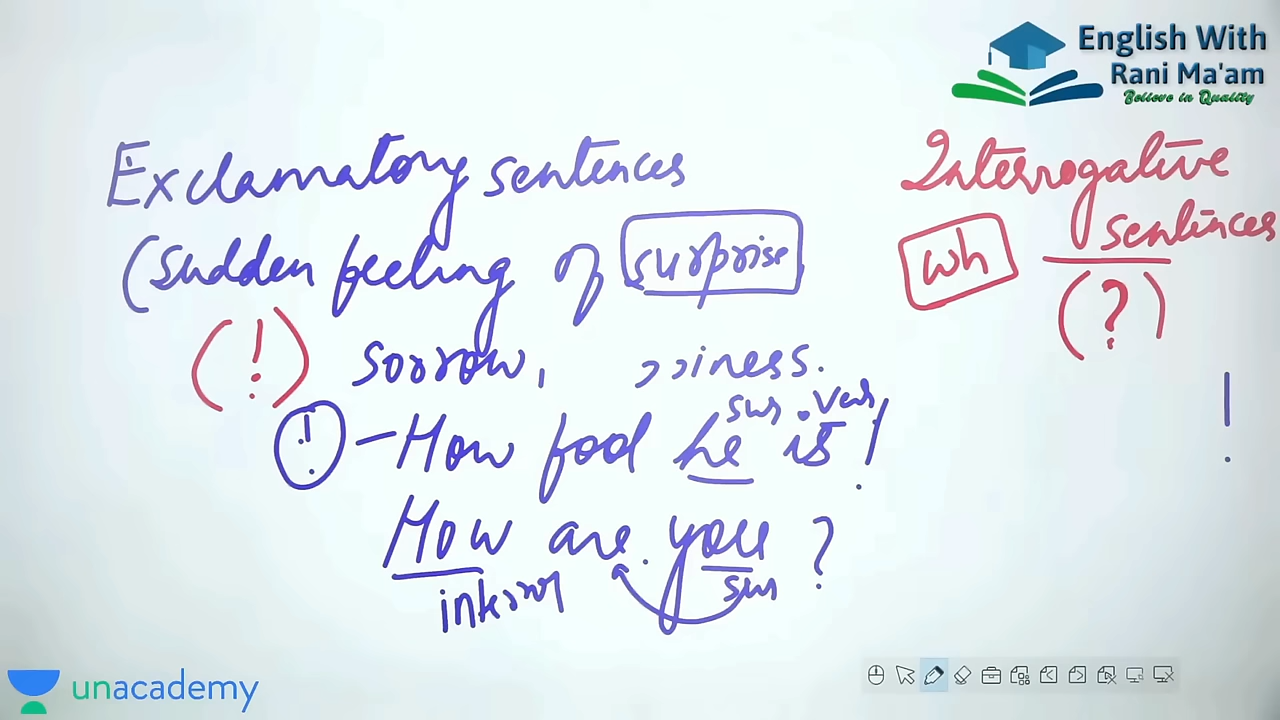 English With
Rani Ma'am
Believe in Quality
Exclamatory sentences
(Sudden feeling of surprise,
(!) sorrow,
! - How fool he is!
How are you ?
Interrogative
sentences
wh
(?)
!
unacademy